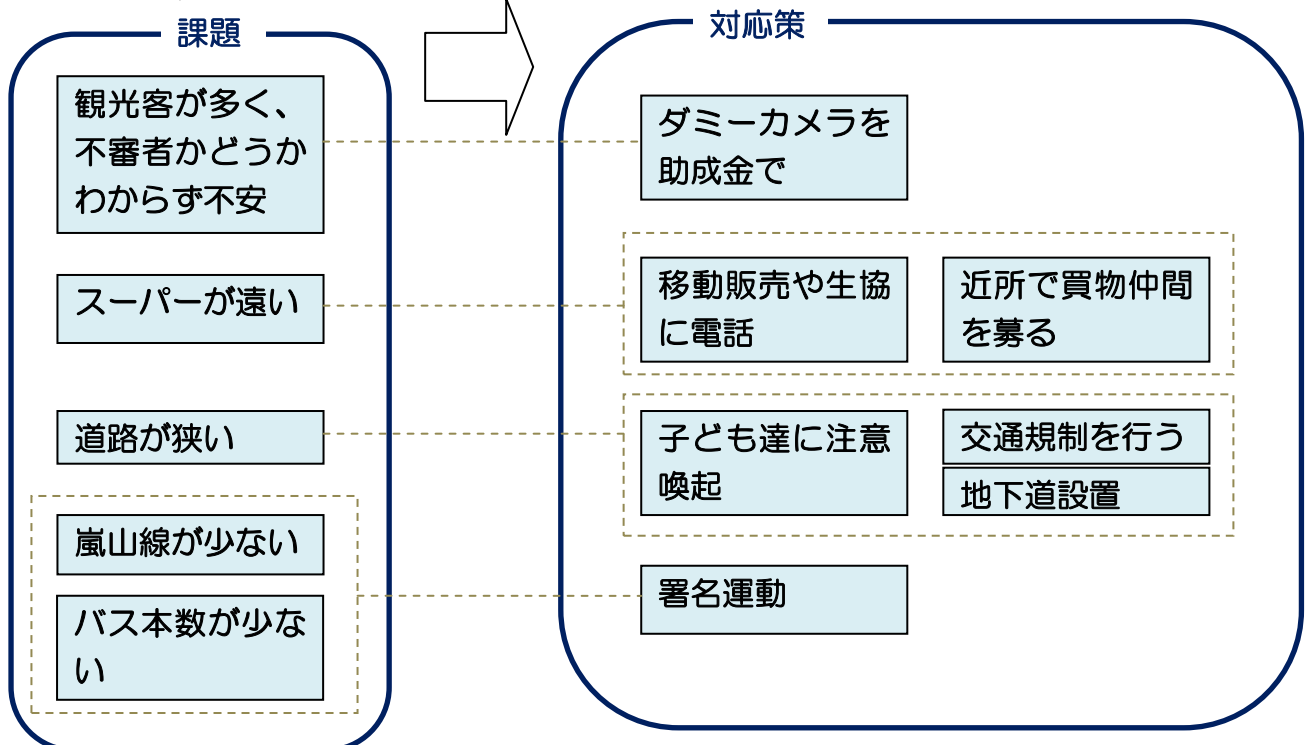 課題
観光客が多く、
不審者かどうか
わからず不安
スーパーが遠い
道路が狭い
嵐山線が少ない
バス本数が少な
い
対応策
ダミーカメラを
助成金で
移動販売や生協
に電話
近所で買物仲間
を募る
子ども達に注意
喚起
交通規制を行う
地下道設置
署名運動